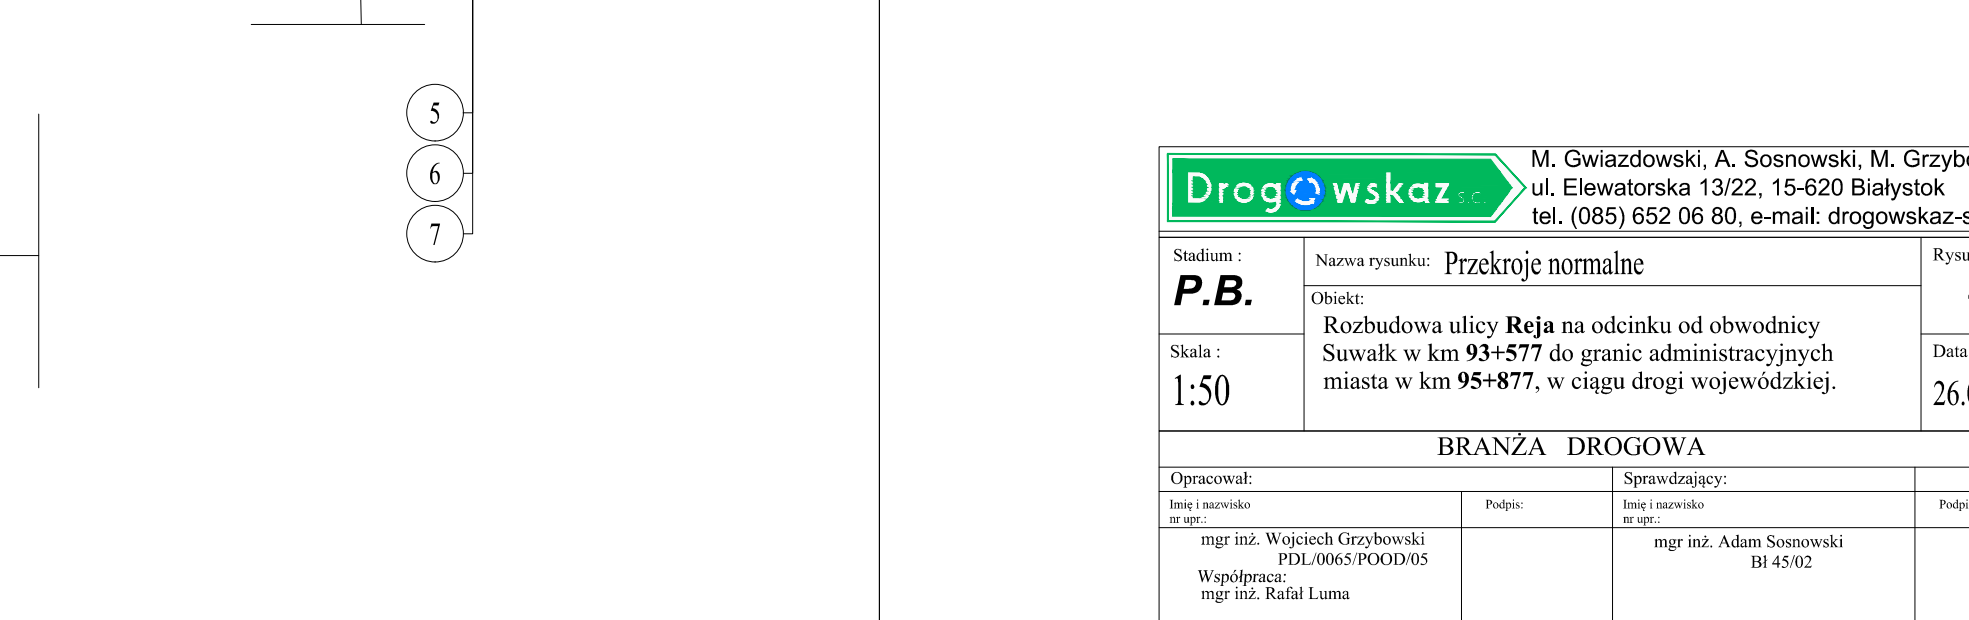 5
6
7
Drogowskaz s.c.
M. Gwiazdowski, A. Sosnowski, M.
ul. Elewatorska 13/22, 15-620 Białystok
tel. (085) 652 06 80, e-mail:
Stadium :
P.B.
Nazwa rysunku: Przekroje normalne
Obiekt:
Rozbudowa ulicy Reja na odcinku od obwodnicy
Suwałk w km 93+577 do granic administracyjnych
miasta w km 95+877, w ciągu drogi wojewódzkiej.
Skala :
1:50
Data
BRANŻA DROGOWA
Opracował:
Sprawdzający:
Imię i nazwisko
nr upr.:
Podpis:
Imię i nazwisko
nr upr.:
mgr inż. Wojciech Grzybowski
PDL/0065/POOD/05
Współpraca:
mgr inż. Rafał Luma
mgr inż. Adam Sosnowski
Bł 45/02